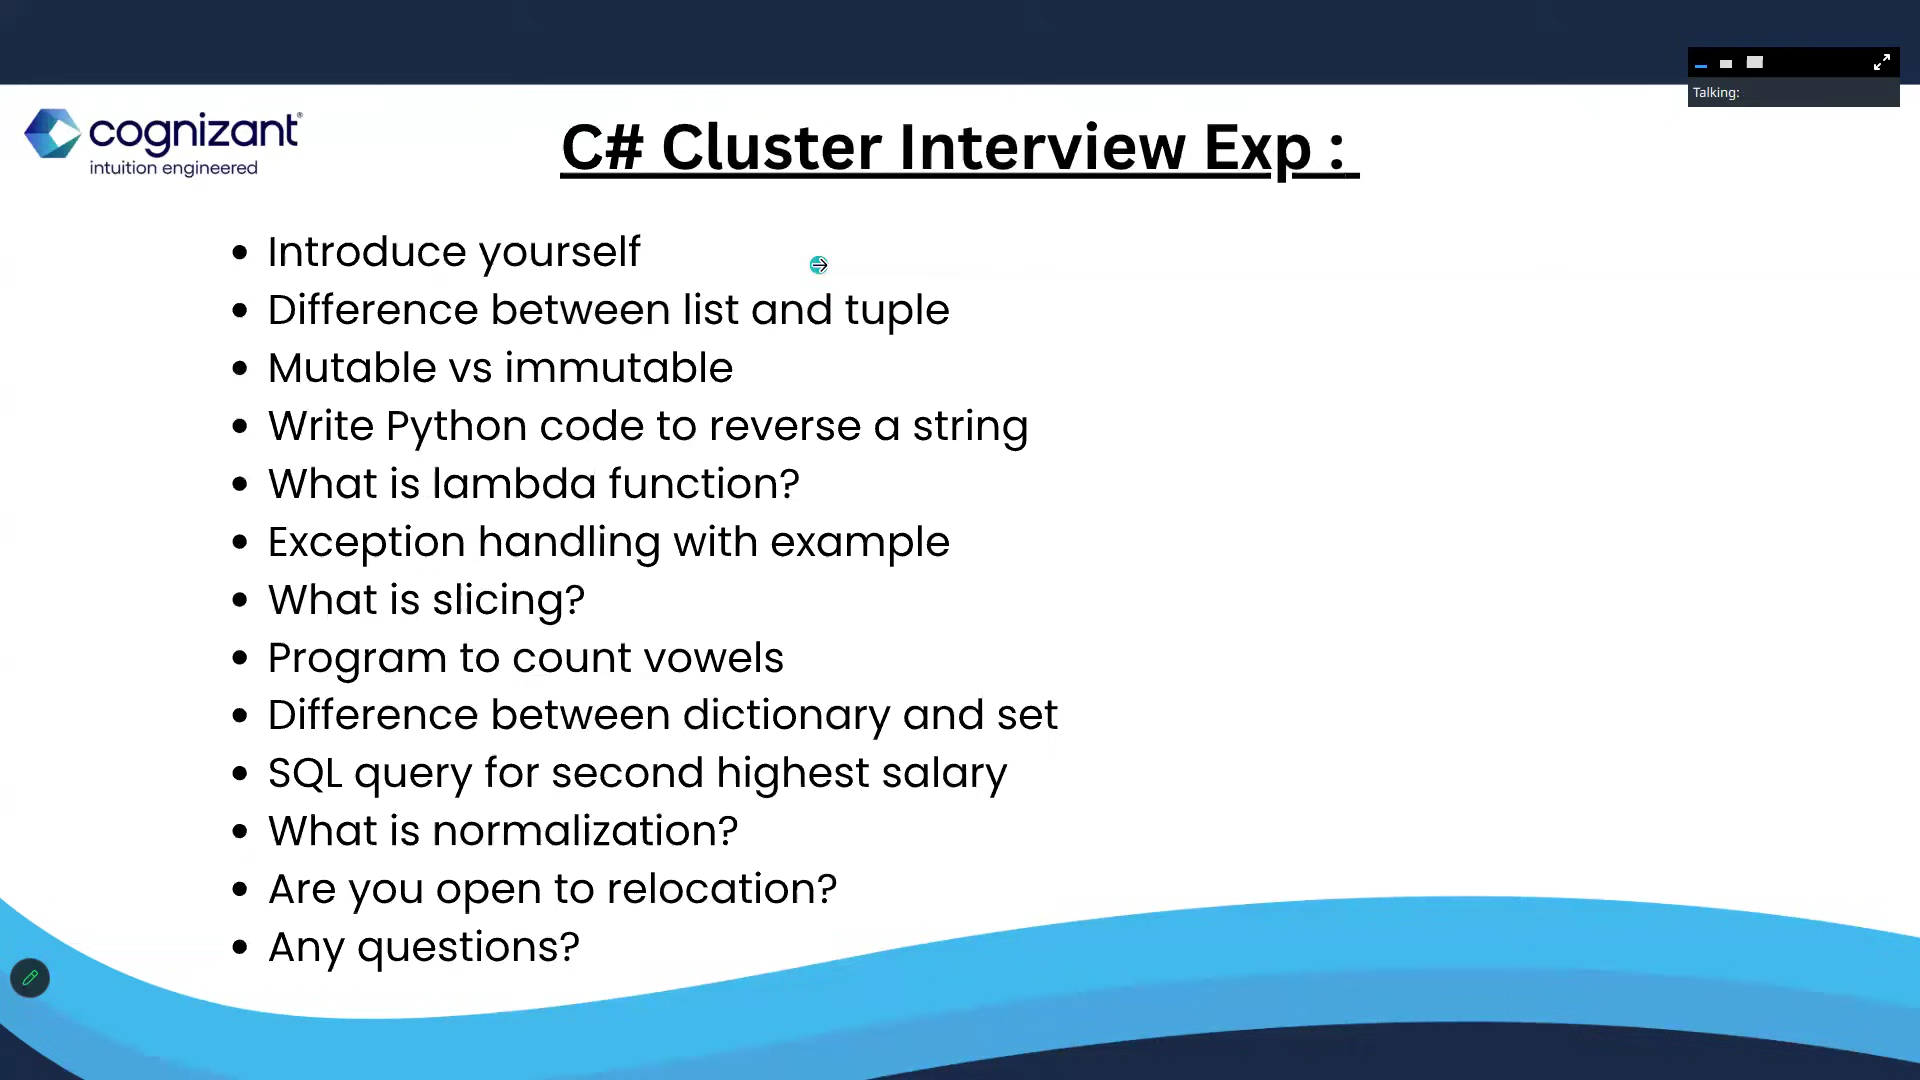 Talking:
cognizant®
intuition engineered
C# Cluster Interview Exp :
• Introduce yourself
• Difference between list and tuple
• Mutable vs immutable
• Write Python code to reverse a string
• What is lambda function?
• Exception handling with example
• What is slicing?
• Program to count vowels
• Difference between dictionary and set
• SQL query for second highest salary
• What is normalization?
• Are you open to relocation?
• Any questions?